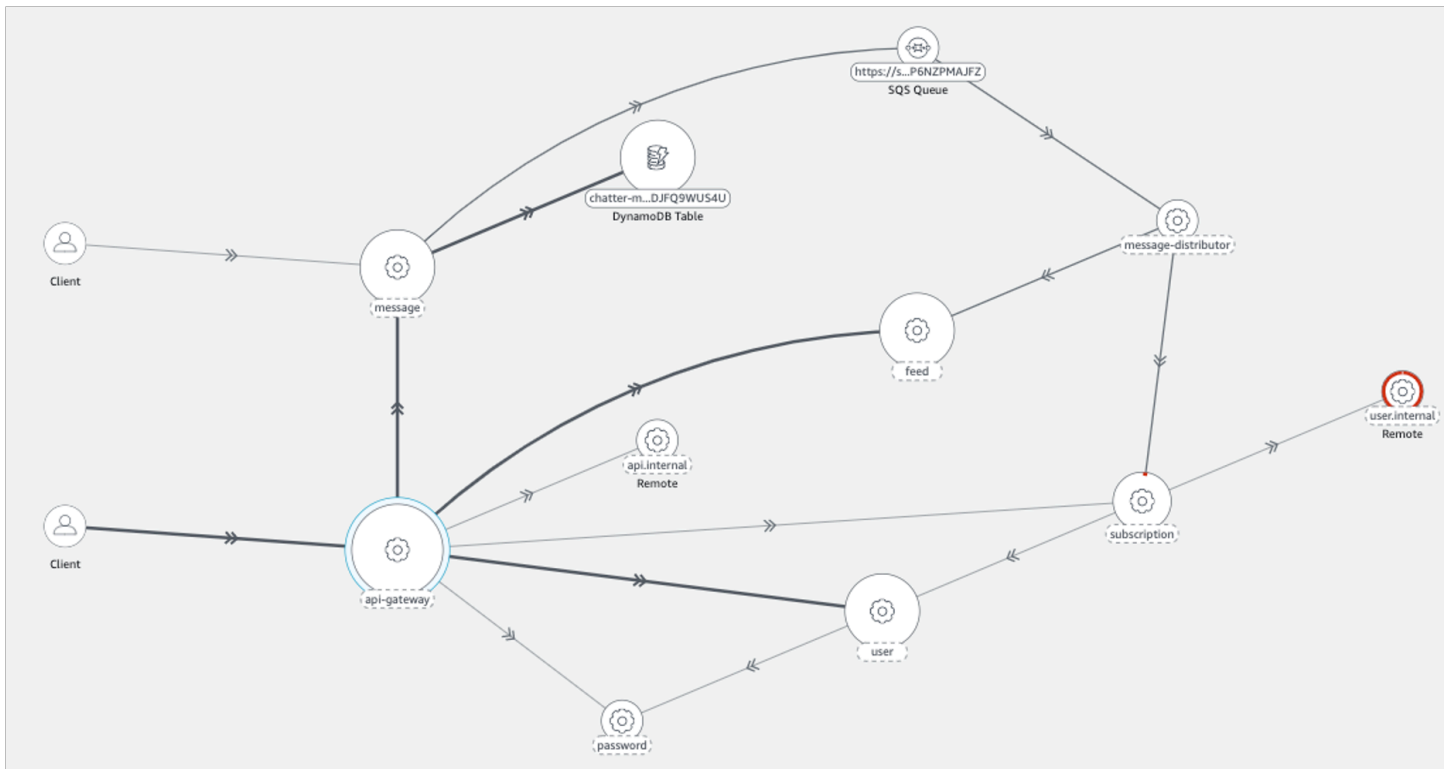 https://s...P6NZPMAJFZ
SQS Queue
chatter-m...DJFQ9WUS4U
DynamoDB Table
message-distributor
Client
message
feed
user.internal
Remote
api.internal
Remote
subscription
Client
api-gateway
user
password